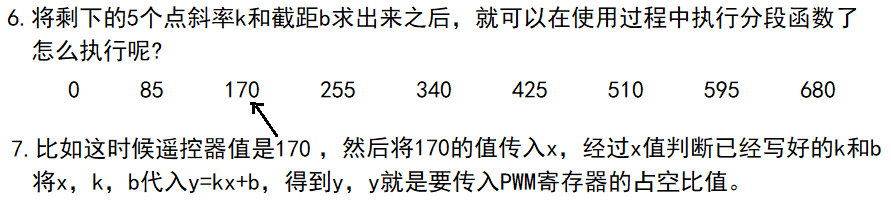 6. 将剩下的5个点斜率k和截距b求出来之后，就可以在使用过程中执行分段函数了
怎么执行呢?
0 85 170 255 340 425 510 595 680
7. 比如这时候遥控器值是170 ，然后将170的值传入x，经过x值判断已经写好的k和b
将x，k，b代入y=kx+b，得到y，y就是要传入PWM寄存器的占空比值。